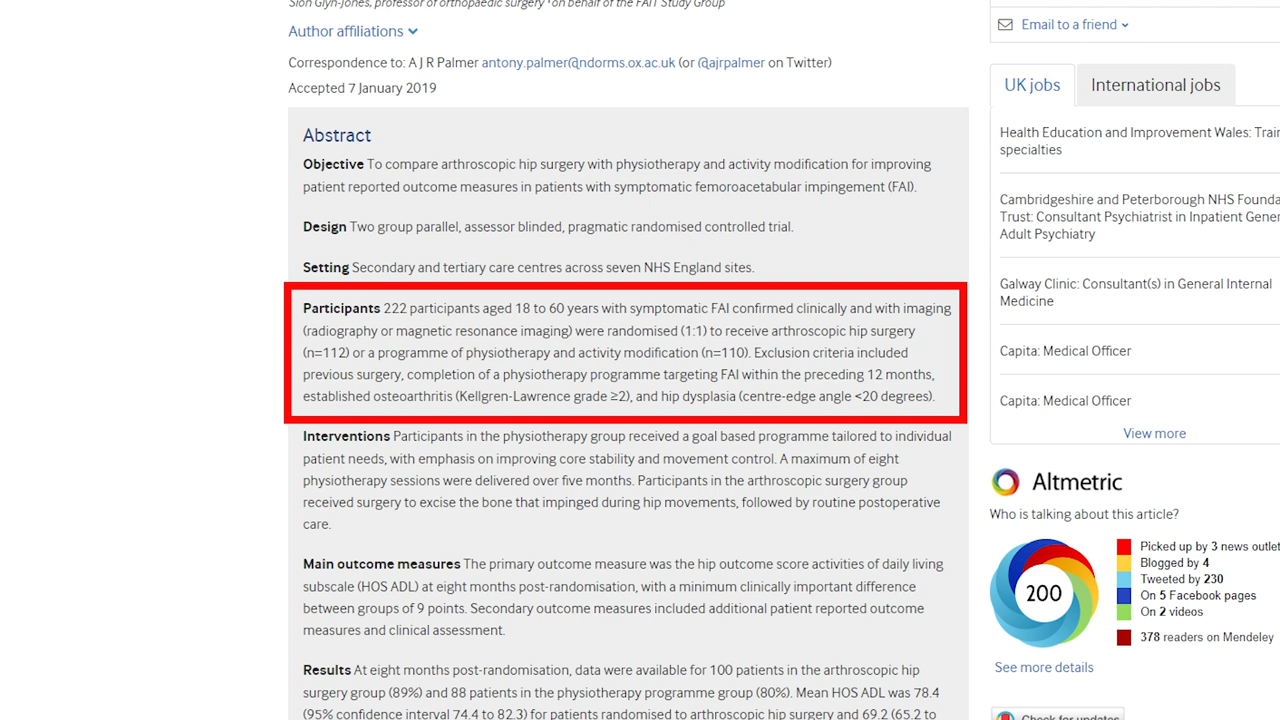 Sion Glyn-Jones, professor of orthopaedic surgery on behalf of the FAIT Study Group
Author affiliations
Correspondence to: A J R Palmer antony.palmer@ndorms.ox.ac.uk (or @ajrpalmer on Twitter)
Accepted 7 January 2019
Abstract
Objective To compare arthroscopic hip surgery with physiotherapy and activity modification for improving
patient reported outcome measures in patients with symptomatic femoroacetabular impingement (FAI).
Design Two group parallel, assessor blinded, pragmatic randomised controlled trial.
Setting Secondary and tertiary care centres across seven NHS England sites.
Participants 222 participants aged 18 to 60 years with symptomatic FAI confirmed clinically and with imaging
(radiography or magnetic resonance imaging) were randomised (1:1) to receive arthroscopic hip surgery
(n=112) or a programme of physiotherapy and activity modification (n=110). Exclusion criteria included
previous surgery, completion of a physiotherapy programme targeting FAI within the preceding 12 months,
established osteoarthritis (Kellgren-Lawrence grade ≥2), and hip dysplasia (centre-edge angle <20 degrees).
Interventions Participants in the physiotherapy group received a goal based programme tailored to individual
patient needs, with emphasis on improving core stability and movement control. A maximum of eight
physiotherapy sessions were delivered over five months. Participants in the arthroscopic surgery group
received surgery to excise the bone that impinged during hip movements, followed by routine postoperative
care.
Main outcome measures The primary outcome measure was the hip outcome score activities of daily living
subscale (HOS ADL) at eight months post-randomisation, with a minimum clinically important difference
between groups of 9 points. Secondary outcome measures included additional patient reported outcome
measures and clinical assessment.
Results At eight months post-randomisation, data were available for 100 patients in the arthroscopic hip
surgery group (89%) and 88 patients in the physiotherapy programme group (80%). Mean HOS ADL was 78.4
(95% confidence interval 74.4 to 82.3) for patients randomised to arthroscopic hip surgery and 69.2 (65.2 to
Email to a friend
UK jobs
International jobs
Health Education and Improvement Wales: Trai
specialties
Cambridgeshire and Peterborough NHS Founda
Trust: Consultant Psychiatrist in Inpatient Gener
Adult Psychiatry
Galway Clinic: Consultant(s) in General Internal
Medicine
Capita: Medical Officer
Capita: Medical Officer
View more
Altmetric
Who is talking about this article?
200
Picked up by 3 news outlet
Blogged by 4
Tweeted by 230
On 5 Facebook pages
On 2 videos
378 readers on Mendeley
See more details
Check for updates